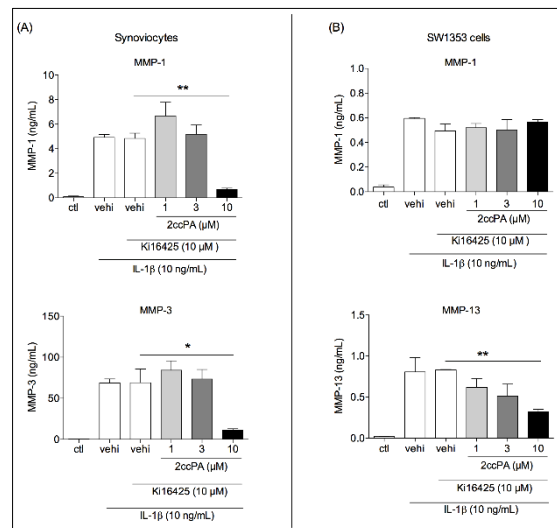 (A)
Synoviocytes
MMP-1
**
MMP-1 (ng/mL)
8
6
4
2
0
ctl vehi vehi 1 3 10
2ccPA (μM)
Ki16425 (10 μM )
IL-1β (10 ng/mL)
MMP-3
*
MMP-3 (ng/mL)
150
100
50
0
ctl vehi vehi 1 3 10
2ccPA (μM)
Ki16425 (10 μM)
IL-1β (10 ng/mL)
(B)
SW1353 cells
MMP-1
MMP-1 (ng/mL)
1.0
0.8
0.6
0.4
0.2
0.0
ctl vehi vehi 1 3 10
2ccPA (μM)
Ki16425 (10 μM )
IL-1β (10 ng/mL)
MMP-13
**
MMP-13 (ng/mL)
1.5
1.0
0.5
0.0
ctl vehi vehi 1 3 10
2ccPA (μM)
Ki16425 (10 μM)
IL-1β (10 ng/mL)